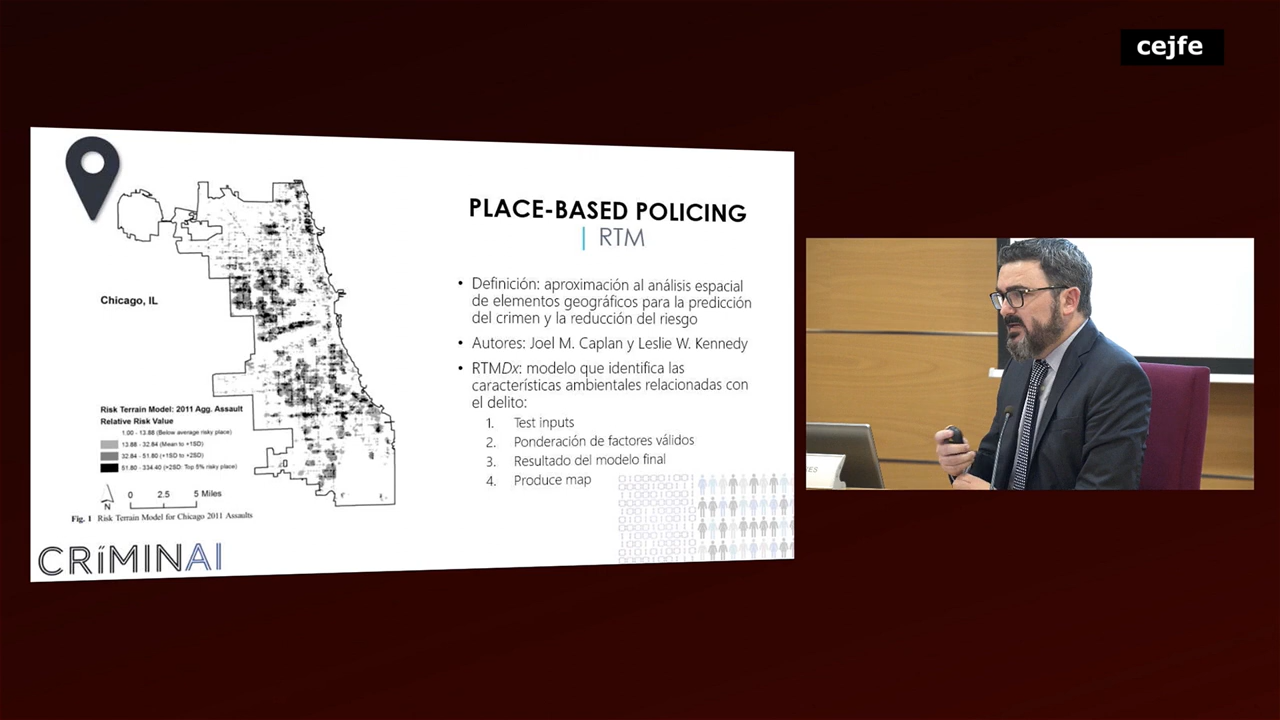 cejfe
PLACE-BASED POLICING
| RTM
• Definición: aproximación al análisis espacial
de elementos geográficos para la predicción
del crimen y la reducción del riesgo
• Autores: Joel M. Caplan y Leslie W. Kennedy
• RTMDx: modelo que identifica las
características ambientales relacionadas con
el delito:
1. Test inputs
2. Ponderación de factores válidos
3. Resultado del modelo final
4. Produce map
Chicago, IL
Risk Terrain Model: 2011 Agg. Assault
Relative Risk Value
1.00 - 13.88 (Below average risky place)
13.88 - 32.84 (Mean to +1SD)
32.84 - 51.80 (+1SD to +2SD)
51.80 - 334.40 (>2SD: Top 5% risky place)
N
0 2.5 5 Miles
Fig. 1 Risk Terrain Model for Chicago 2011 Assaults
CRíMINAI